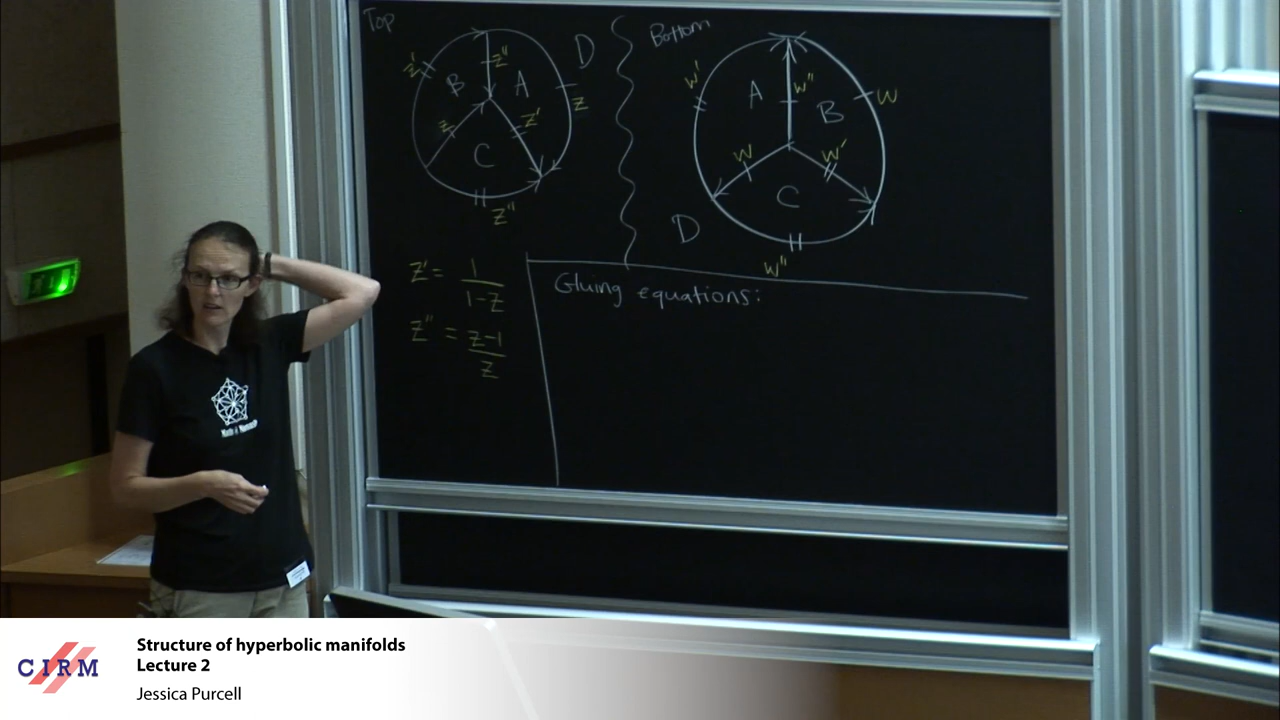 Top
z'
z"
D
B
A
z
z
z'
C
z"
Bottom
w'
A
w"
B
w
w
w'
C
D
w"
z' = 1/(1-z)
z" = (z-1)/z
Gluing equations:
CIRM
Structure of hyperbolic manifolds
Lecture 2
Jessica Purcell